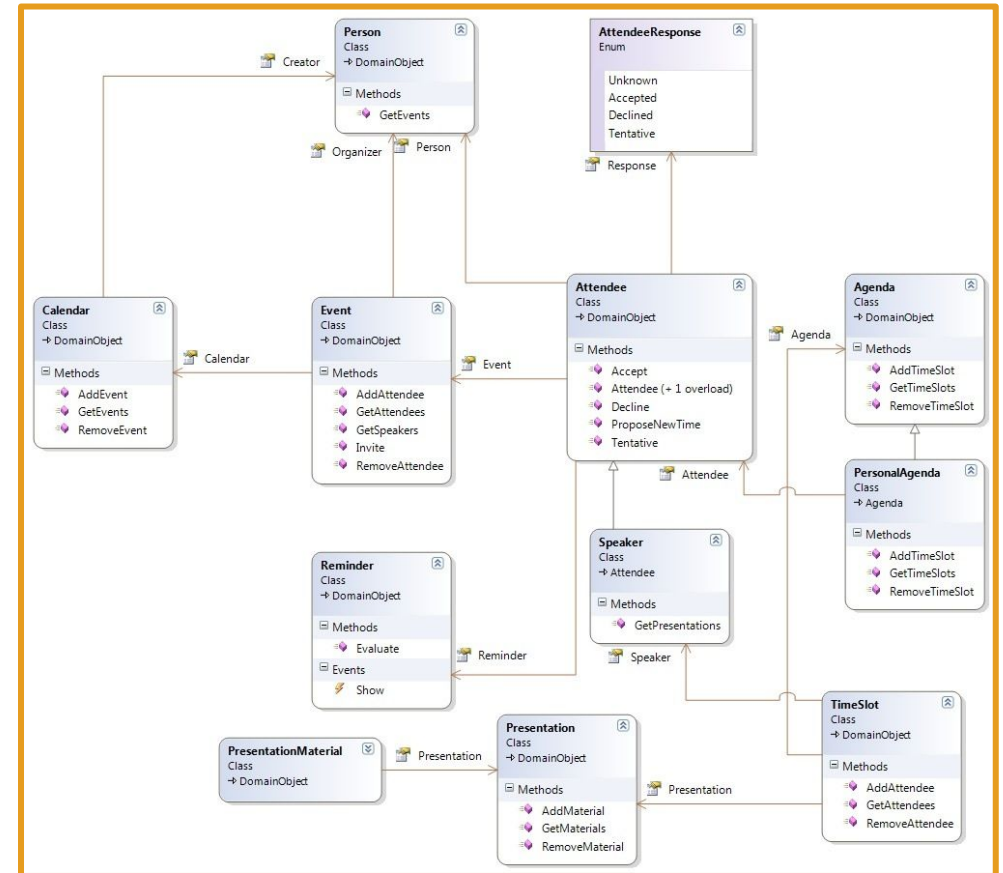 Person
Class
→ DomainObject
Methods
GetEvents
AttendeeResponse
Enum
Unknown
Accepted
Declined
Tentative
Creator
Organizer
Person
Response
Calendar
Class
→ DomainObject
Methods
AddEvent
GetEvents
RemoveEvent
Calendar
Event
Class
→ DomainObject
Methods
AddAttendee
GetAttendees
GetSpeakers
Invite
RemoveAttendee
Event
Attendee
Class
→ DomainObject
Methods
Accept
Attendee (+ 1 overload)
Decline
ProposeNewTime
Tentative
Agenda
Agenda
Class
→ DomainObject
Methods
AddTimeSlot
GetTimeSlots
RemoveTimeSlot
Attendee
PersonalAgenda
Class
→ Agenda
Methods
AddTimeSlot
GetTimeSlots
RemoveTimeSlot
Reminder
Class
→ DomainObject
Methods
Evaluate
Events
Show
Reminder
Speaker
Class
→ Attendee
Methods
GetPresentations
Speaker
PresentationMaterial
Class
→ DomainObject
Presentation
Presentation
Class
→ DomainObject
Methods
AddMaterial
GetMaterials
RemoveMaterial
Presentation
TimeSlot
Class
→ DomainObject
Methods
AddAttendee
GetAttendees
RemoveAttendee